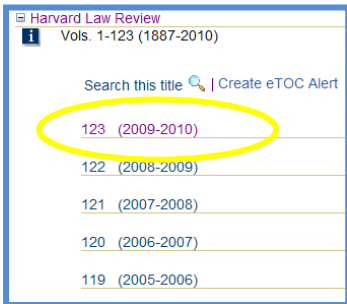 Harvard Law Review
i Vols. 1-123 (1887-2010)
Search this title | Create eTOC Alert
123 (2009-2010)
122 (2008-2009)
121 (2007-2008)
120 (2006-2007)
119 (2005-2006)